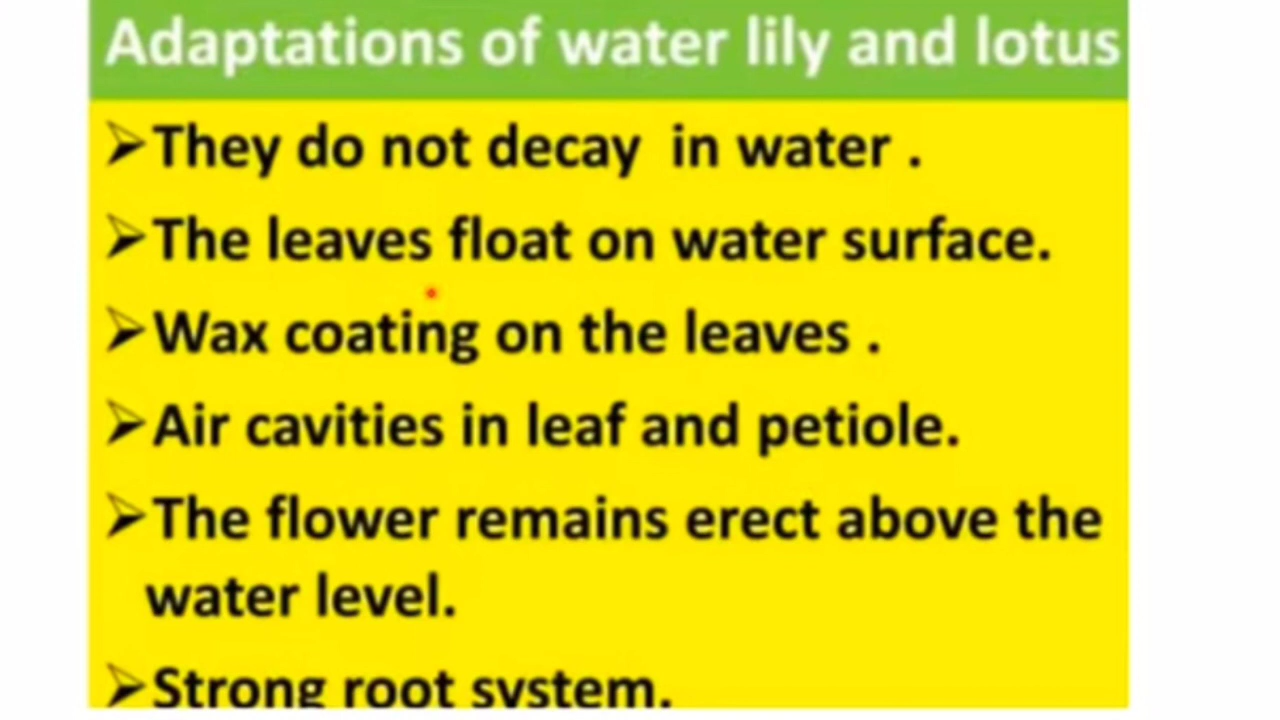 Adaptations of water lily and lotus
➢They do not decay in water .
➢The leaves float on water surface.
➢Wax coating on the leaves .
➢Air cavities in leaf and petiole.
➢The flower remains erect above the
water level.
➢Strong root system.